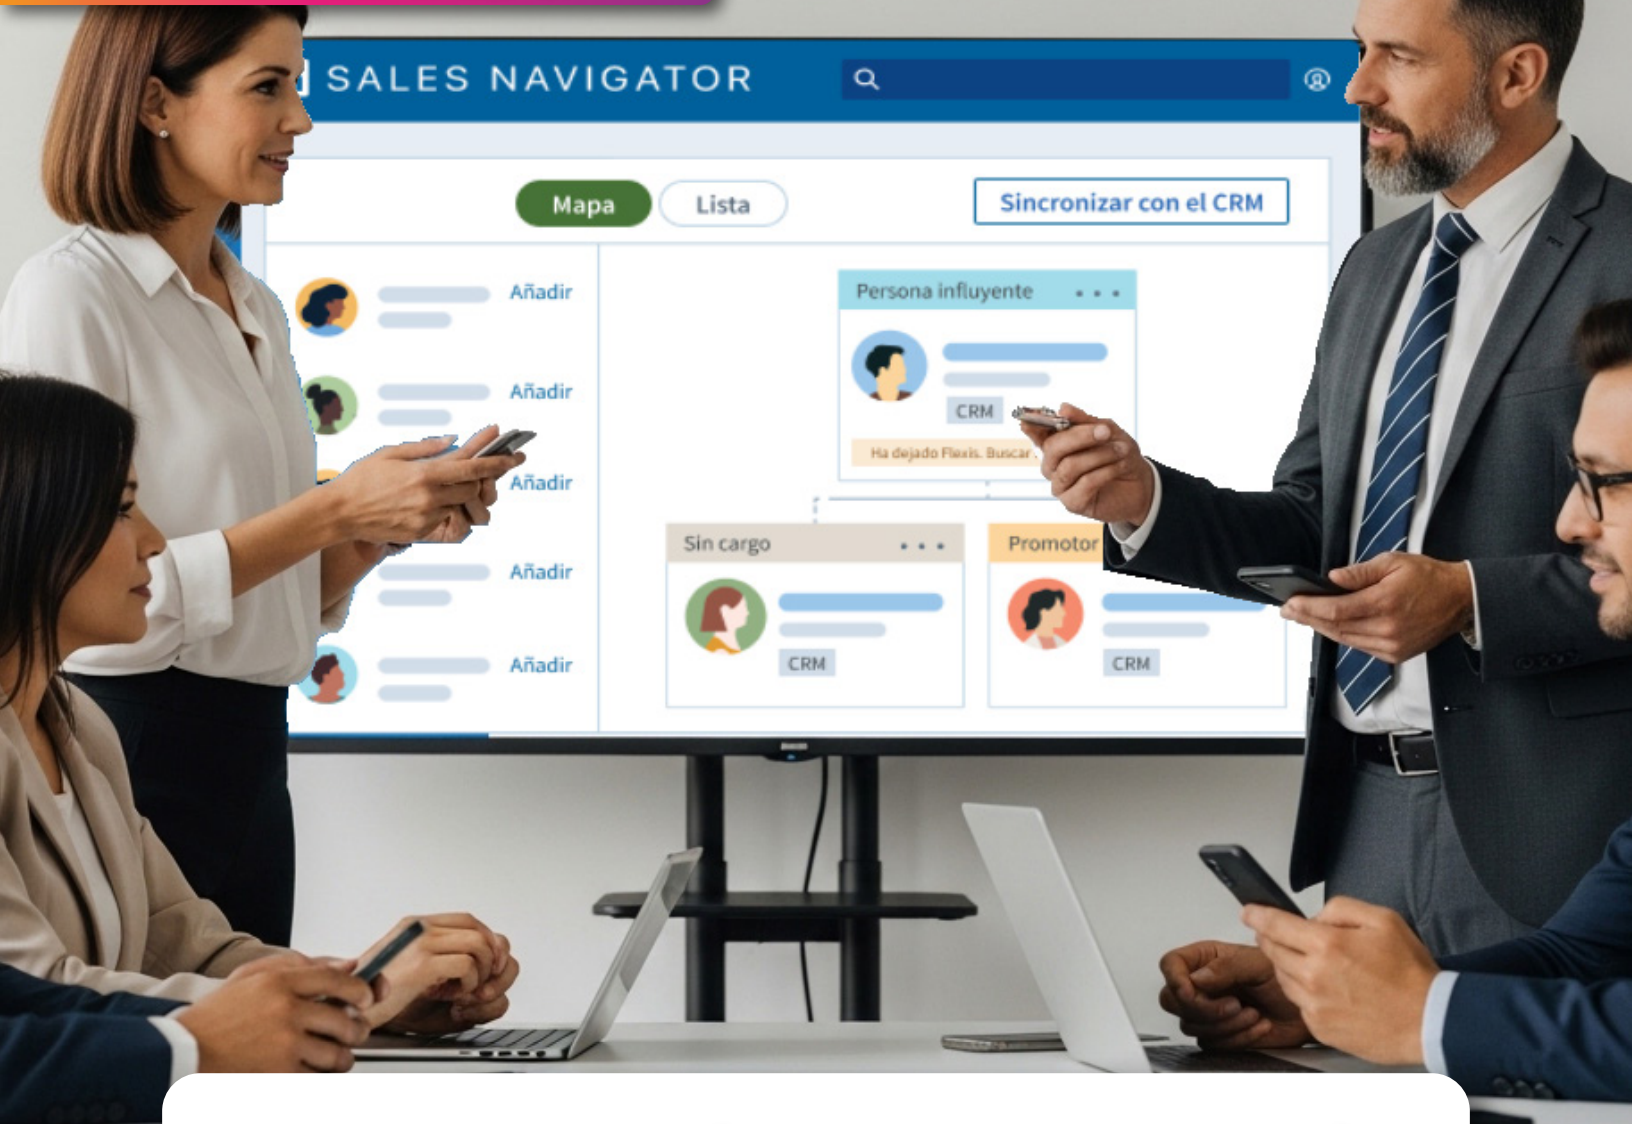 SALES NAVIGATOR
Mapa
Lista
Sincronizar con el CRM
Añadir
Añadir
Añadir
Añadir
Añadir
Persona influyente
CRM
Ha dejado Flexis. Buscar
Sin cargo
CRM
Promotor
CRM